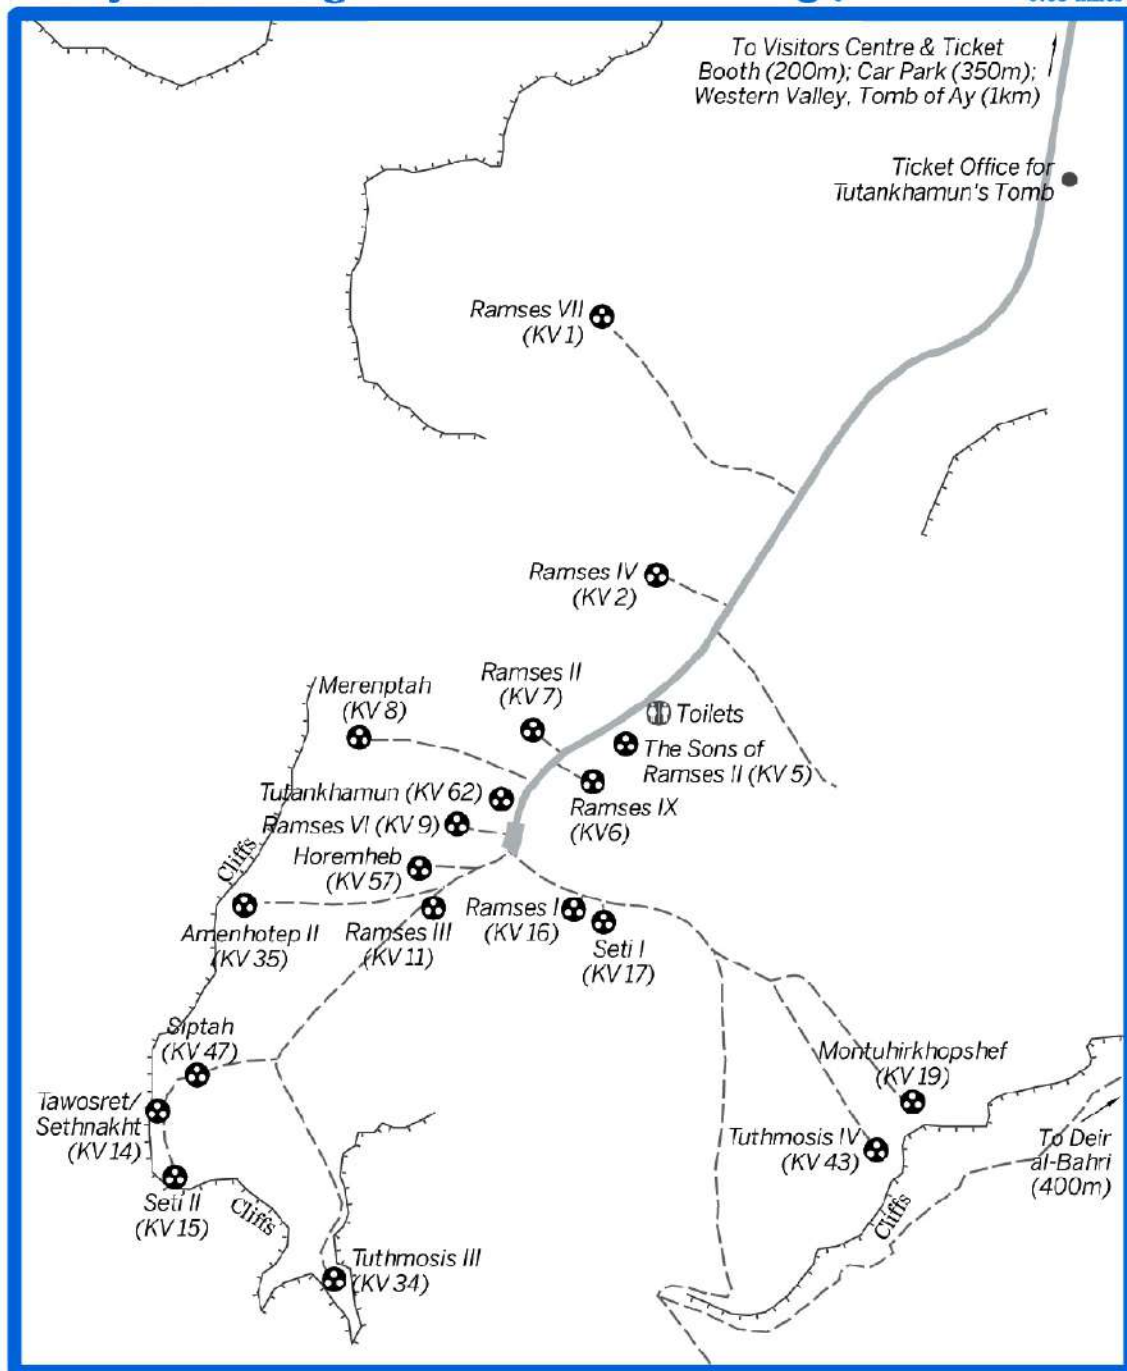 To Visitors Centre & Ticket
Booth (200m); Car Park (350m);
Western Valley, Tomb of Ay (1km)
Ticket Office for
Tutankhamun's Tomb
Ramses VII
(KV 1)
Ramses IV
(KV 2)
Ramses II
(KV 7)
Merenptah
(KV 8)
Toilets
The Sons of
Ramses II (KV 5)
Tutankhamun (KV 62)
Ramses IX
(KV6)
Ramses VI (KV 9)
Horemheb
(KV 57)
Cliffs
Amenhotep II
(KV 35)
Ramses III
(KV 11)
Ramses I
(KV 16)
Seti I
(KV 17)
Siptah
(KV 47)
Tawosret/
Sethnakht
(KV 14)
Seti II
(KV 15)
Cliffs
Tuthmosis III
(KV 34)
Montuhirkhopshef
(KV 19)
Tuthmosis IV
(KV 43)
Cliffs
To Deir
al-Bahri
(400m)